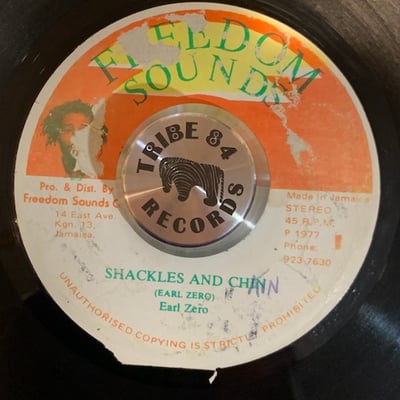 FREEDOM
SOUNDS
TRIBE 84
RECORDS
Pro. & Dist. By
Freedom Sounds
14 East Ave.
Kgn. 13,
Jamaica.
Made in Jamaica
STEREO
45 R.P.M.
P 1977
Phone:
923-7630
SHACKLES AND CHIN
(EARL ZERO)
Earl Zero
UNAUTHORISED COPYING IS STRICTLY PROHIBITED